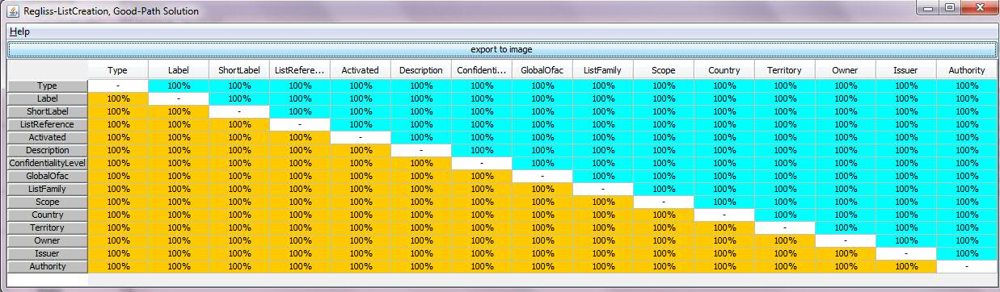 Regliss-ListCreation, Good-Path Solution
Help
export to image
Type Label ShortLabel ListRefere... Activated Description Confidenti... GlobalOfac ListFamily Scope Country Territory Owner Issuer Authority
Type - 100% 100% 100% 100% 100% 100% 100% 100% 100% 100% 100% 100% 100% 100%
Label 100% - 100% 100% 100% 100% 100% 100% 100% 100% 100% 100% 100% 100% 100%
ShortLabel 100% 100% - 100% 100% 100% 100% 100% 100% 100% 100% 100% 100% 100% 100%
ListReference 100% 100% 100% - 100% 100% 100% 100% 100% 100% 100% 100% 100% 100% 100%
Activated 100% 100% 100% 100% - 100% 100% 100% 100% 100% 100% 100% 100% 100% 100%
Description 100% 100% 100% 100% 100% - 100% 100% 100% 100% 100% 100% 100% 100% 100%
ConfidentialityLevel 100% 100% 100% 100% 100% 100% - 100% 100% 100% 100% 100% 100% 100% 100%
GlobalOfac 100% 100% 100% 100% 100% 100% 100% - 100% 100% 100% 100% 100% 100% 100%
ListFamily 100% 100% 100% 100% 100% 100% 100% 100% - 100% 100% 100% 100% 100% 100%
Scope 100% 100% 100% 100% 100% 100% 100% 100% 100% - 100% 100% 100% 100% 100%
Country 100% 100% 100% 100% 100% 100% 100% 100% 100% 100% - 100% 100% 100% 100%
Territory 100% 100% 100% 100% 100% 100% 100% 100% 100% 100% 100% - 100% 100% 100%
Owner 100% 100% 100% 100% 100% 100% 100% 100% 100% 100% 100% 100% - 100% 100%
Issuer 100% 100% 100% 100% 100% 100% 100% 100% 100% 100% 100% 100% 100% - 100%
Authority 100% 100% 100% 100% 100% 100% 100% 100% 100% 100% 100% 100% 100% 100% -